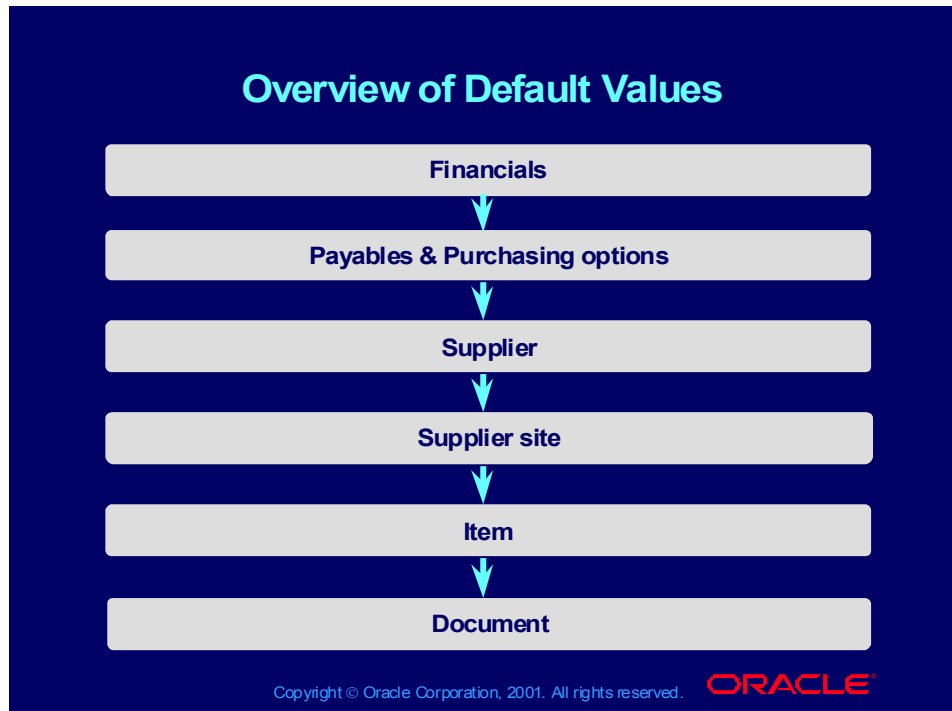 Overview of Default Values
Financials
Payables & Purchasing options
Supplier
Supplier site
Item
Document
Copyright © Oracle Corporation, 2001. All rights reserved.
ORACLE®